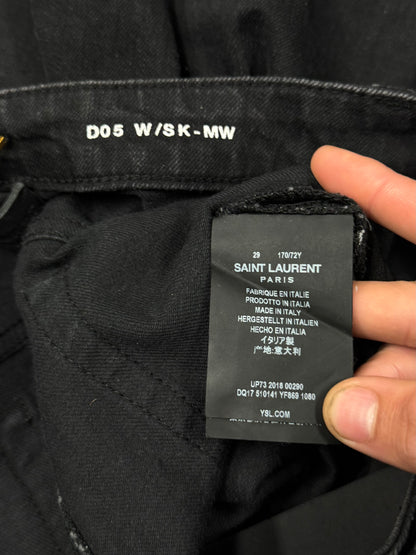 D05 W/SK-MW
29 170/72Y
SAINT LAURENT
PARIS
FABRIQUE EN ITALIE
PRODOTTO IN ITALIA
MADE IN ITALY
HERGESTELLT IN ITALIEN
HECHO EN ITALIA
イタリア製
产地:意大利
UP73 2018 00290
DQ17 510141 YF869 1080
YSL.COM